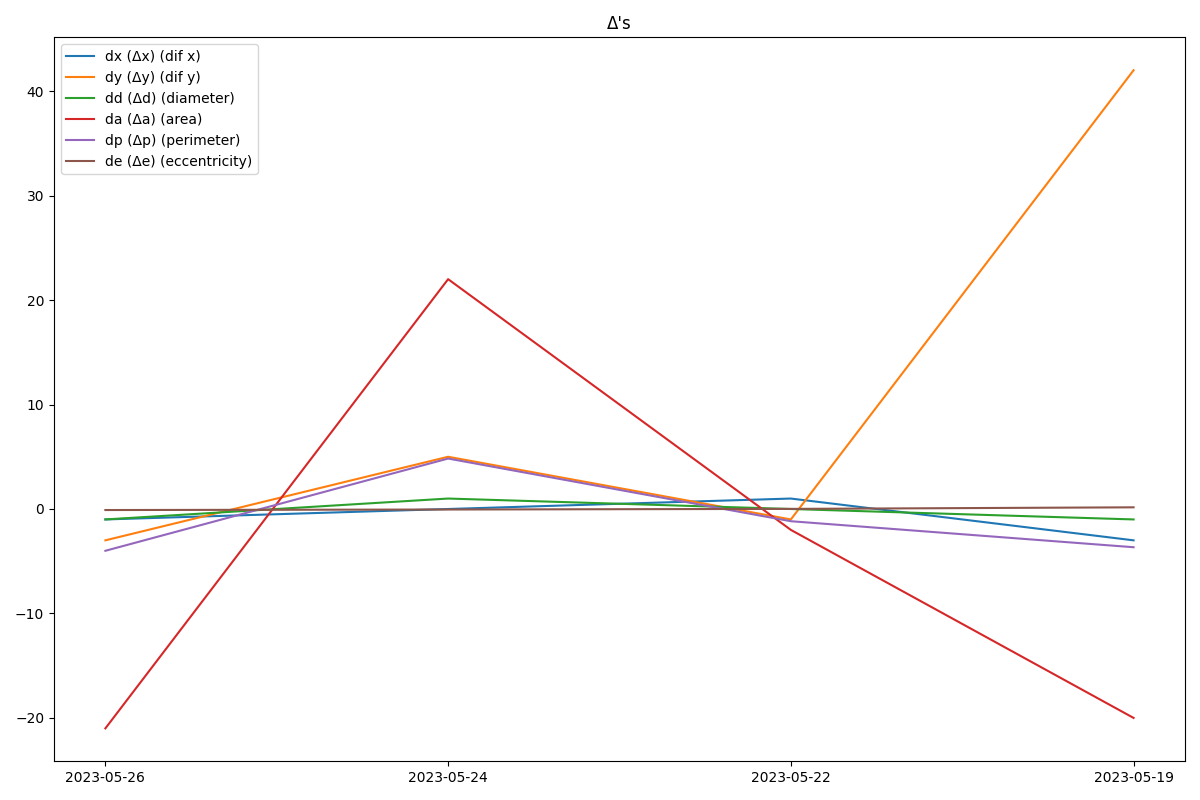 Δ's
dx (Δx) (dif x)
dy (Δy) (dif y)
dd (Δd) (diameter)
da (Δa) (area)
dp (Δp) (perimeter)
de (Δe) (eccentricity)
40
30
20
10
0
−10
−20
2023-05-26 2023-05-24 2023-05-22 2023-05-19